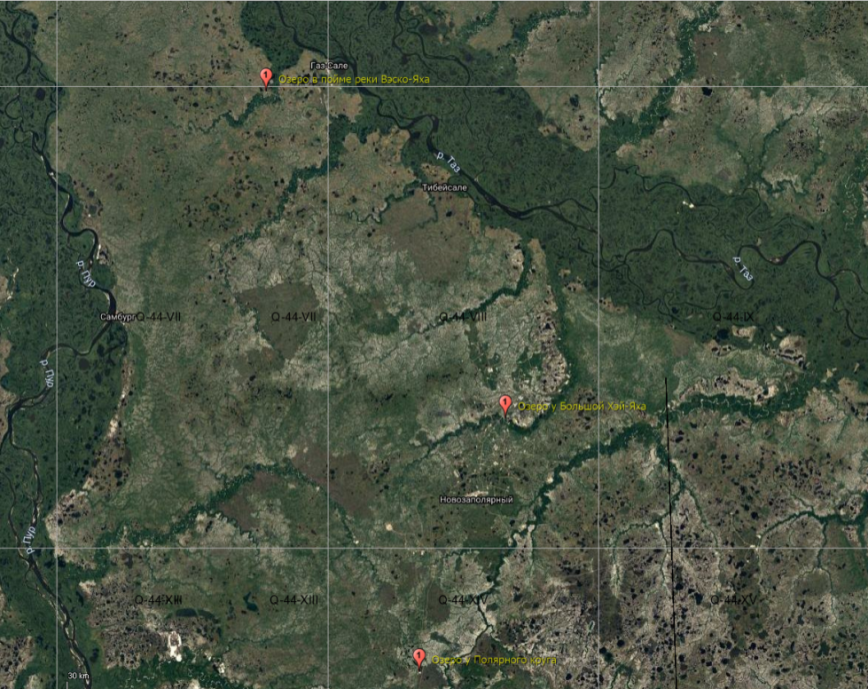 Газ-Сале
Озеро в пойме реки Вэско-Яха
р. Таз
Тибейсале
р. Пур
р. Таз
Самбург
Q-44-VII
Q-44-VII
Q-44-VIII
Q-44-IX
р. Пур
Озеро у Большой Хэй-Яха
Новозаполярный
р. Пур
Q-44-XIII
Q-44-XIII
Q-44-XIV
Q-44-XV
Озеро у Полярного круга
30 km